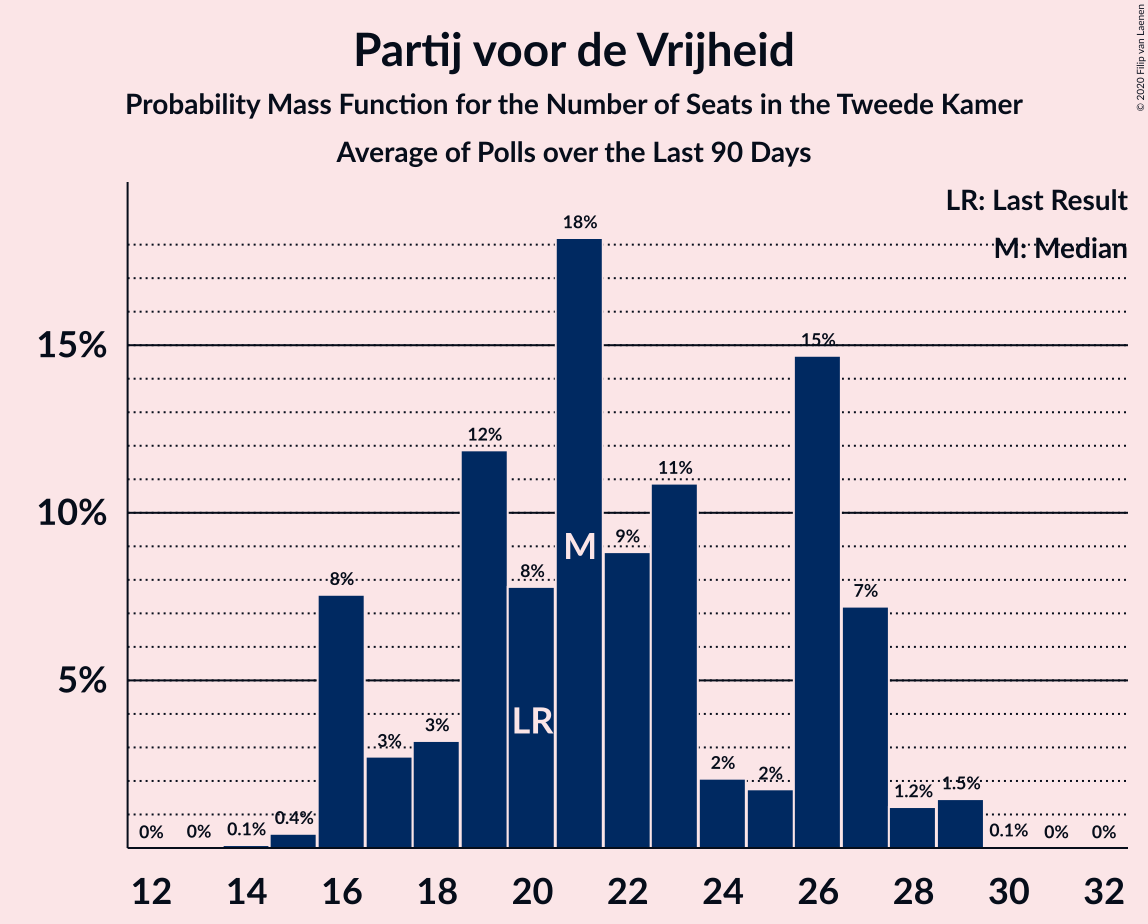 Partij voor de Vrijheid
Probability Mass Function for the Number of Seats in the Tweede Kamer
Average of Polls over the Last 90 Days
© 2020 Filip van Laenen
LR: Last Result
M: Median
15%
10%
5%
0%
0%
0.1%
0.4%
8%
3%
3%
12%
8%
18%
9%
11%
2%
2%
15%
7%
1.2%
1.5%
0.1%
0%
0%
M
LR
12 14 16 18 20 22 24 26 28 30 32